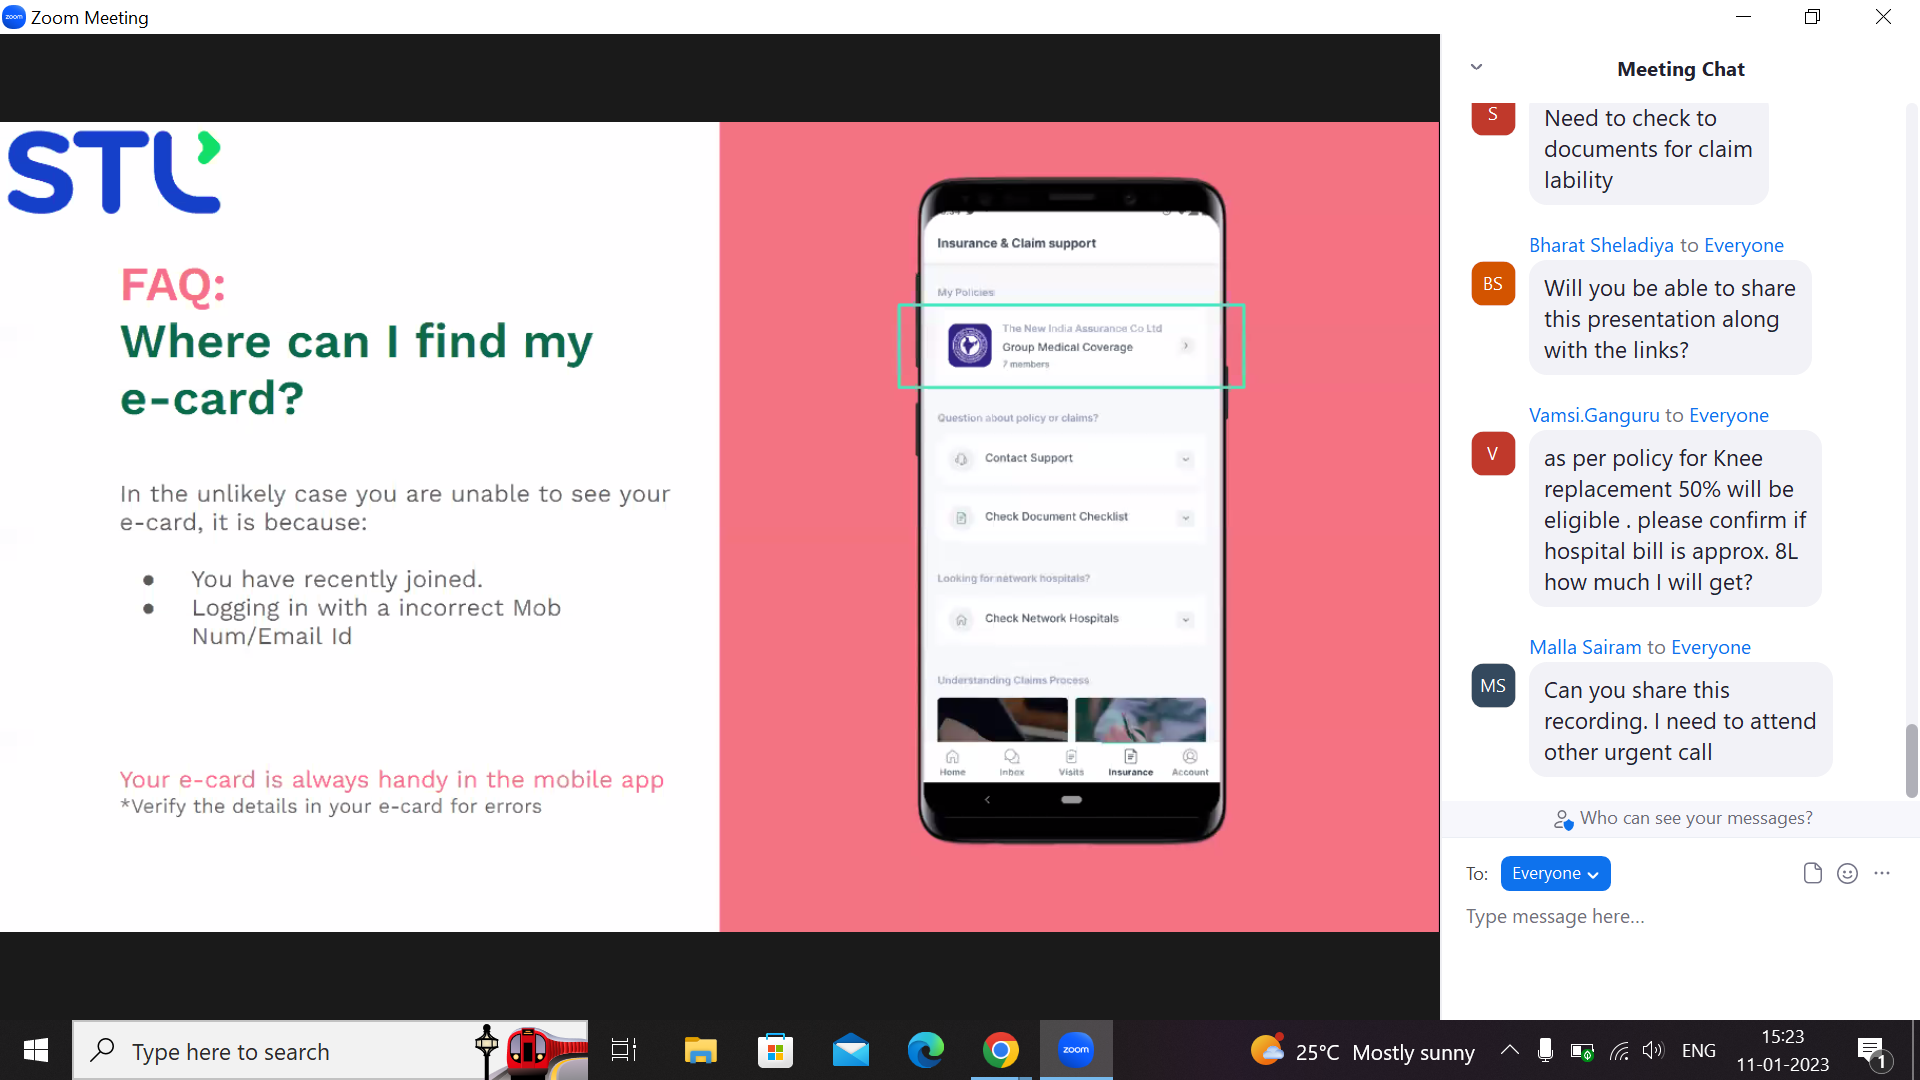 zoom Zoom Meeting
STL
FAQ:
Where can I find my
e-card?
In the unlikely case you are unable to see your
e-card, it is because:
● You have recently joined.
● Logging in with a incorrect Mob
Num/Email Id
Your e-card is always handy in the mobile app
*Verify the details in your e-card for errors
Insurance & Claim support
My Policies
The New India Assurance Co Ltd
Group Medical Coverage
7 members
Question about policy or claims?
Contact Support
Check Document Checklist
Looking for network hospitals?
Check Network Hospitals
Understanding Claims Process
Home Inbox Visits Insurance Account
Meeting Chat
S
Need to check to
documents for claim
lability
Bharat Sheladiya to Everyone
BS
Will you be able to share
this presentation along
with the links?
Vamsi.Ganguru to Everyone
V
as per policy for Knee
replacement 50% will be
eligible . please confirm if
hospital bill is approx. 8L
how much I will get?
Malla Sairam to Everyone
MS
Can you share this
recording. I need to attend
other urgent call
Who can see your messages?
To: Everyone
Type message here...
Type here to search
zoom
25°C Mostly sunny
ENG
15:23
11-01-2023
1